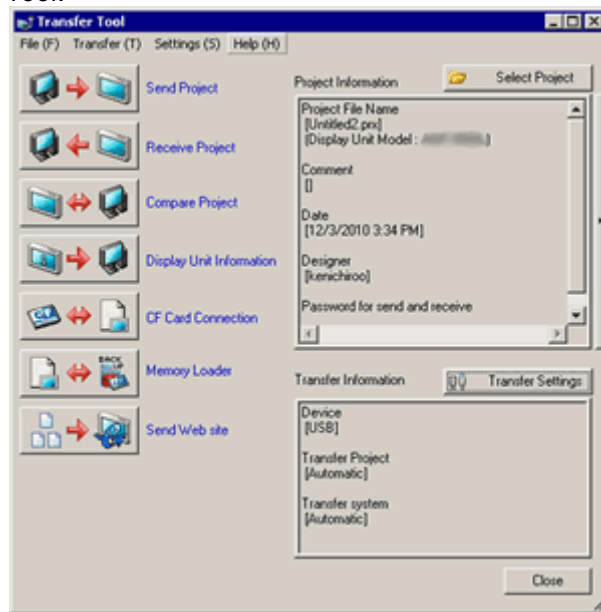 Transfer Tool
File (F) Transfer (T) Settings (S) Help (H)
Send Project
Receive Project
Compare Project
Display Unit Information
CF Card Connection
Memory Loader
Send Web site
BACK UP
Project Information
Select Project
Project File Name
[Untitled2.prx]
(Display Unit Model : )
Comment
[]
Date
[12/3/2010 3:34 PM]
Designer
[kenichiroo]
Password for send and receive
Transfer Information
Transfer Settings
Device
[USB]
Transfer Project
[Automatic]
Transfer system
[Automatic]
Close